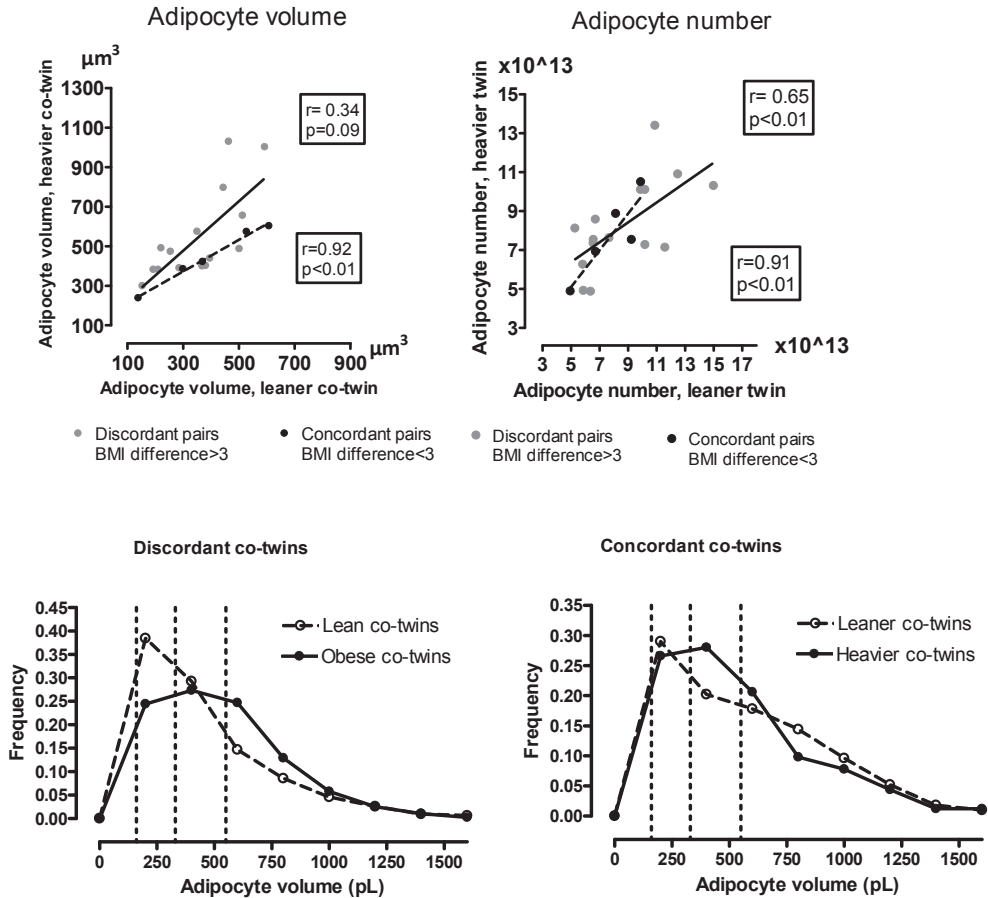 Adipocyte volume
μm³
Adipocyte volume, heavier co-twin
1300
1100
900
700
500
300
100
r= 0.34
p=0.09
r=0.92
p<0.01
100 300 500 700 900
μm³
Adipocyte volume, leaner co-twin
Discordant pairs
BMI difference>3
Concordant pairs
BMI difference<3
Adipocyte number
x10^13
Adipocyte number, heavier twin
15
13
11
9
7
5
3
r= 0.65
p<0.01
r=0.91
p<0.01
3 5 7 9 11 13 15 17
x10^13
Adipocyte number, leaner twin
Discordant pairs
BMI difference>3
Concordant pairs
BMI difference<3
Discordant co-twins
Frequency
0.45
0.40
0.35
0.30
0.25
0.20
0.15
0.10
0.05
0.00
Lean co-twins
Obese co-twins
0 250 500 750 1000 1250 1500
Adipocyte volume (pL)
Concordant co-twins
Frequency
0.35
0.30
0.25
0.20
0.15
0.10
0.05
0.00
Leaner co-twins
Heavier co-twins
0 250 500 750 1000 1250 1500
Adipocyte volume (pL)